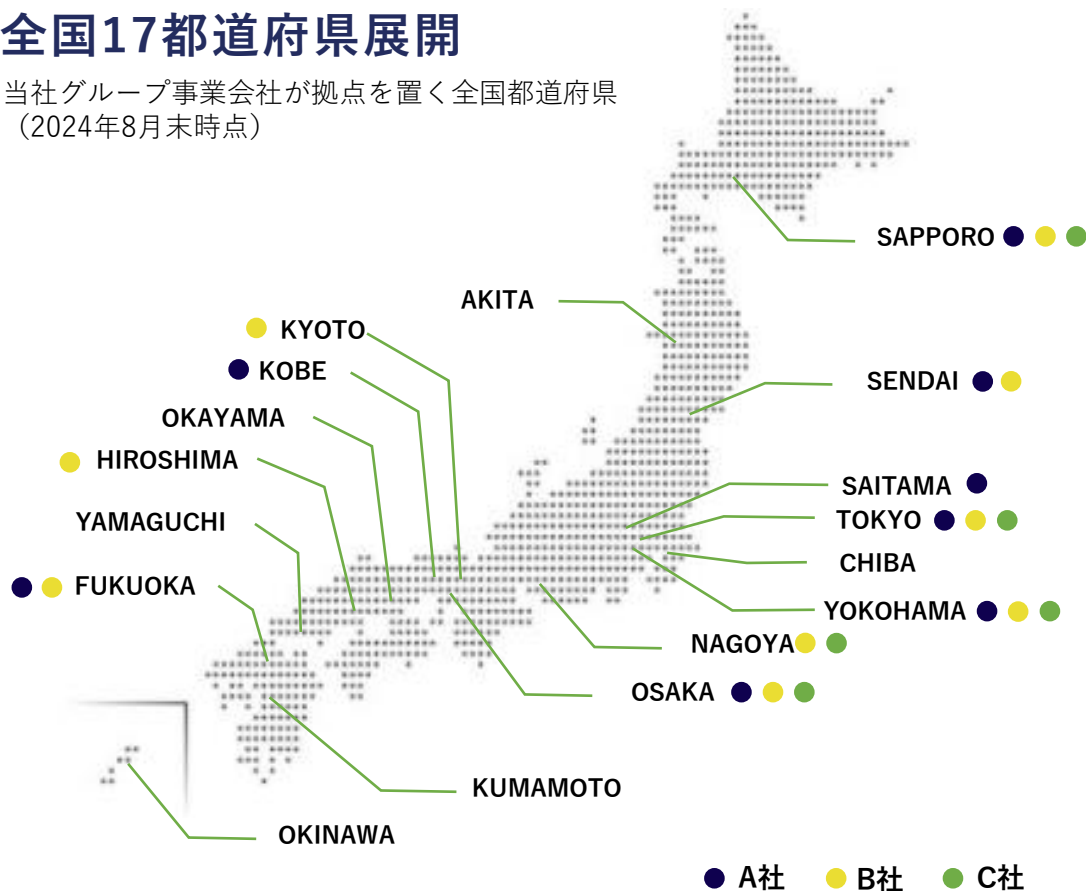 全国17都道府県展開
当社グループ事業会社が拠点を置く全国都道府県
（2024年8月末時点）
SAPPORO
AKITA
KYOTO
KOBE
SENDAI
OKAYAMA
HIROSHIMA
SAITAMA
YAMAGUCHI
TOKYO
CHIBA
FUKUOKA
YOKOHAMA
NAGOYA
OSAKA
KUMAMOTO
OKINAWA
A社 B社 C社